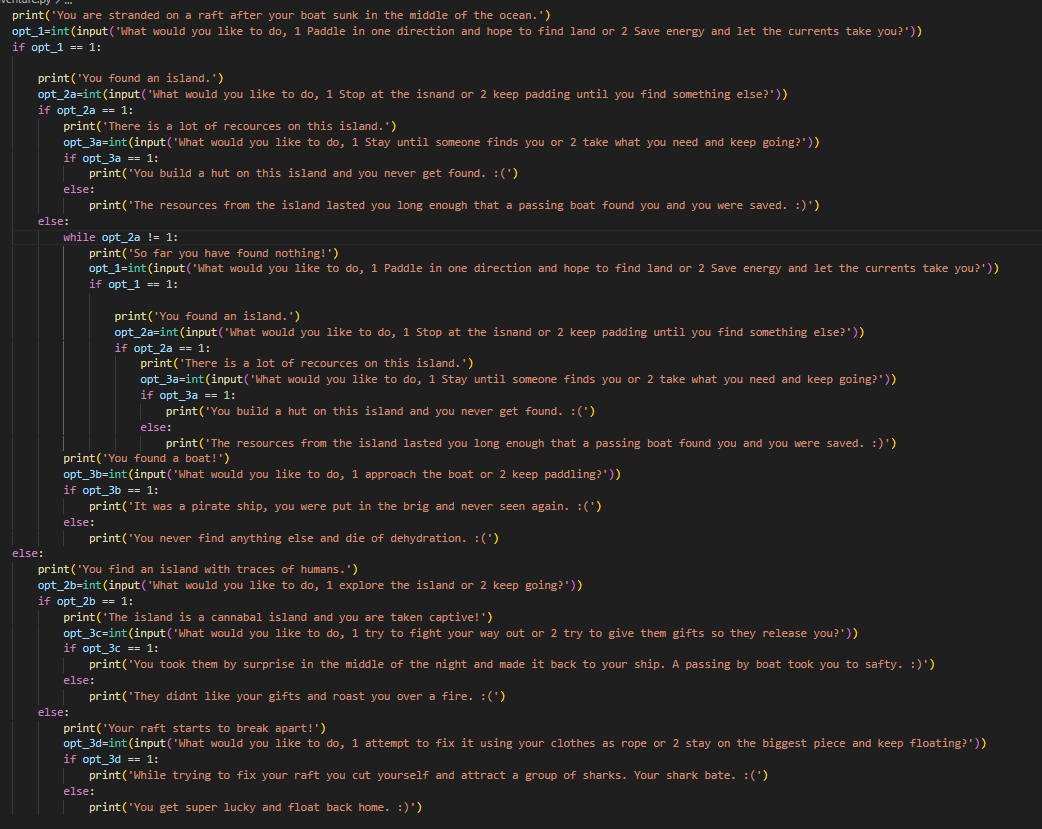 venture.py > ...
print('You are stranded on a raft after your boat sunk in the middle of the ocean.')
opt_1=int(input('What would you like to do, 1 Paddle in one direction and hope to find land or 2 Save energy and let the currents take you?'))
if opt_1 == 1:

    print('You found an island.')
    opt_2a=int(input('What would you like to do, 1 Stop at the isnand or 2 keep padding until you find something else?'))
    if opt_2a == 1:
        print('There is a lot of recources on this island.')
        opt_3a=int(input('What would you like to do, 1 Stay until someone finds you or 2 take what you need and keep going?'))
        if opt_3a == 1:
            print('You build a hut on this island and you never get found. :(')
        else:
            print('The resources from the island lasted you long enough that a passing boat found you and you were saved. :)')
    else:
        while opt_2a != 1:
            print('So far you have found nothing!')
            opt_1=int(input('What would you like to do, 1 Paddle in one direction and hope to find land or 2 Save energy and let the currents take you?'))
            if opt_1 == 1:

                print('You found an island.')
                opt_2a=int(input('What would you like to do, 1 Stop at the isnand or 2 keep padding until you find something else?'))
                if opt_2a == 1:
                    print('There is a lot of recources on this island.')
                    opt_3a=int(input('What would you like to do, 1 Stay until someone finds you or 2 take what you need and keep going?'))
                    if opt_3a == 1:
                        print('You build a hut on this island and you never get found. :(')
                    else:
                        print('The resources from the island lasted you long enough that a passing boat found you and you were saved. :)')
        print('You found a boat!')
        opt_3b=int(input('What would you like to do, 1 approach the boat or 2 keep paddling?'))
        if opt_3b == 1:
            print('It was a pirate ship, you were put in the brig and never seen again. :(')
        else:
            print('You never find anything else and die of dehydration. :(')
else:
    print('You find an island with traces of humans.')
    opt_2b=int(input('What would you like to do, 1 explore the island or 2 keep going?'))
    if opt_2b == 1:
        print('The island is a cannabal island and you are taken captive!')
        opt_3c=int(input('What would you like to do, 1 try to fight your way out or 2 try to give them gifts so they release you?'))
        if opt_3c == 1:
            print('You took them by surprise in the middle of the night and made it back to your ship. A passing by boat took you to safty. :)')
        else:
            print('They didnt like your gifts and roast you over a fire. :(')
    else:
        print('Your raft starts to break apart!')
        opt_3d=int(input('What would you like to do, 1 attempt to fix it using your clothes as rope or 2 stay on the biggest piece and keep floating?'))
        if opt_3d == 1:
            print('While trying to fix your raft you cut yourself and attract a group of sharks. Your shark bate. :(')
        else:
            print('You get super lucky and float back home. :)')